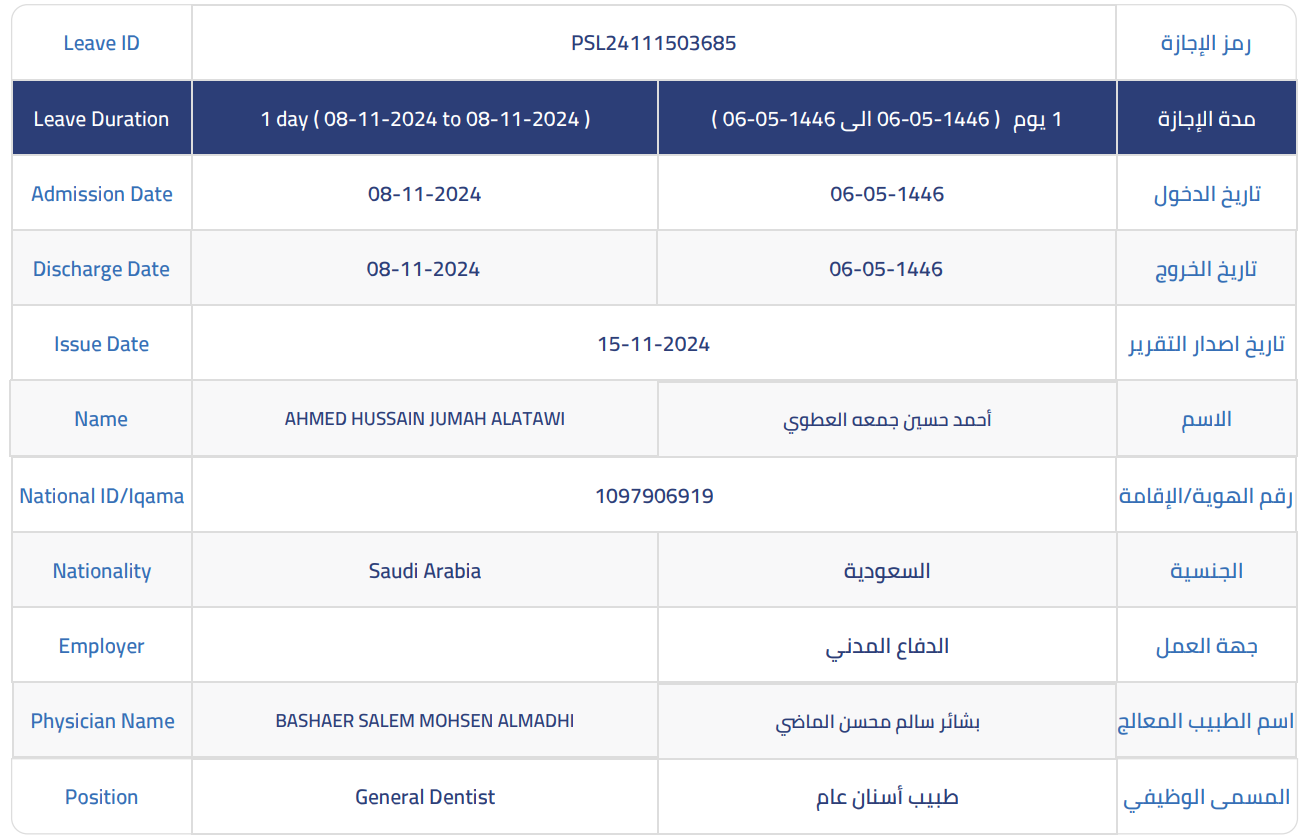 Leave ID PSL24111503685 رمز الإجازة
Leave Duration 1 day ( 08-11-2024 to 08-11-2024 ) 1 يوم ( 06-05-1446 الى 06-05-1446 ) مدة الإجازة
Admission Date 08-11-2024 06-05-1446 تاريخ الدخول
Discharge Date 08-11-2024 06-05-1446 تاريخ الخروج
Issue Date 15-11-2024 تاريخ اصدار التقرير
Name AHMED HUSSAIN JUMAH ALATAWI أحمد حسين جمعه العطوي الاسم
National ID/Iqama 1097906919 رقم الهوية/الإقامة
Nationality Saudi Arabia السعودية الجنسية
Employer الدفاع المدني جهة العمل
Physician Name BASHAER SALEM MOHSEN ALMADHI بشائر سالم محسن الماضي اسم الطبيب المعالج
Position General Dentist طبيب أسنان عام المسمى الوظيفي